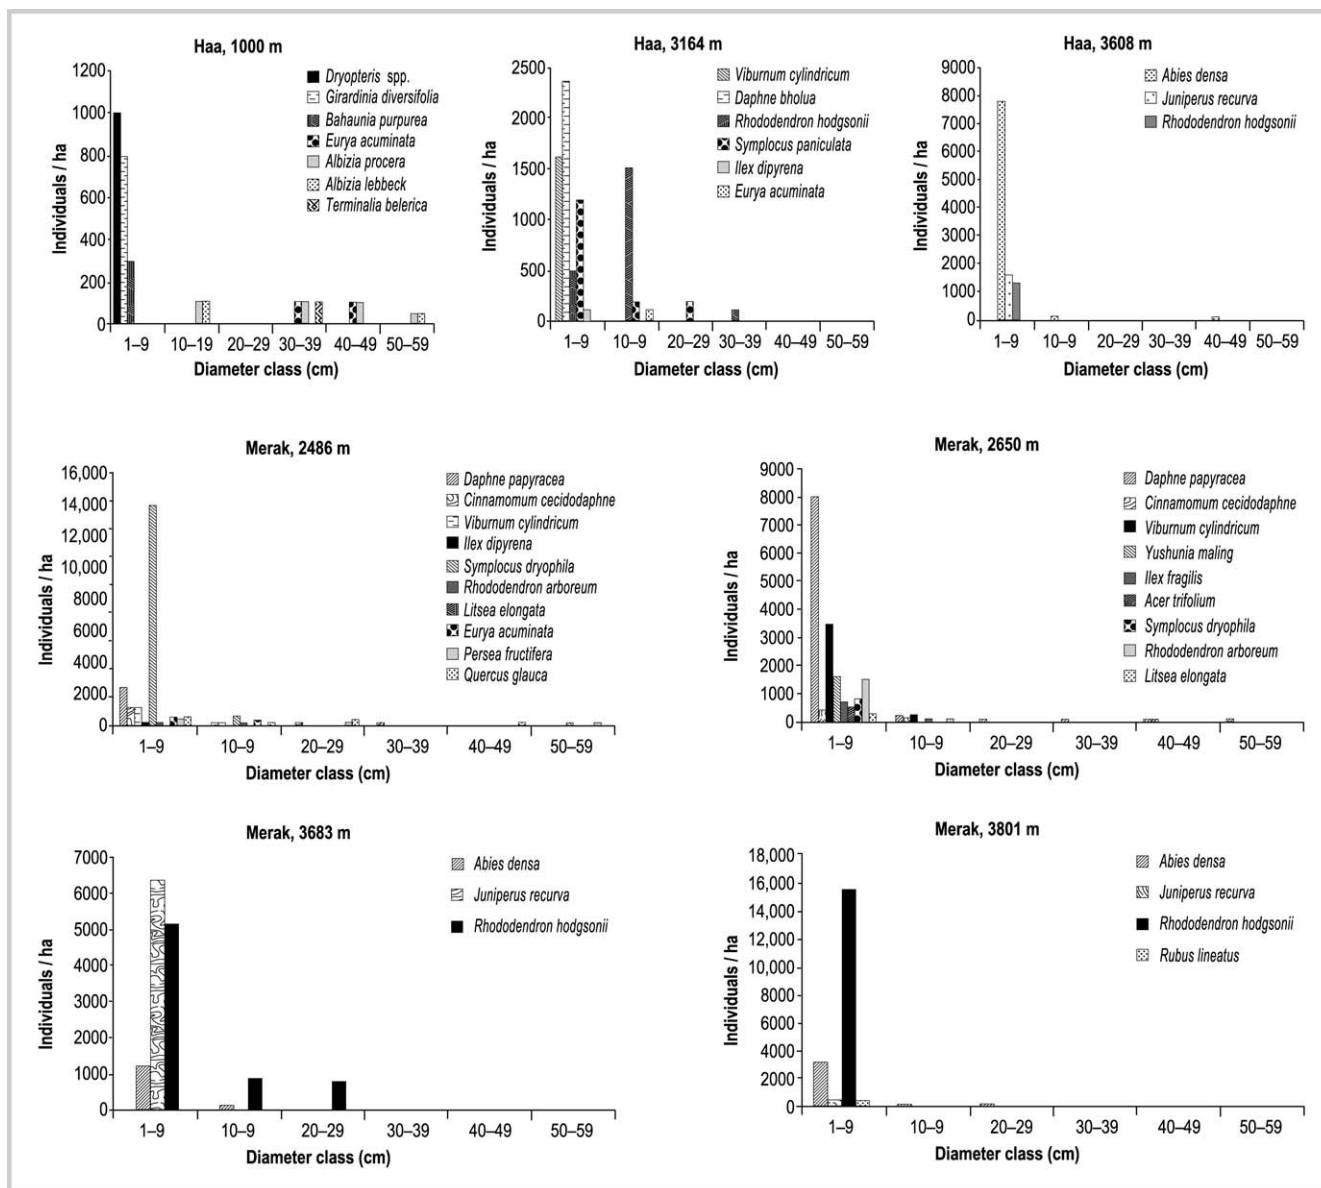 Haa, 1000 m
Individuals / ha
1200
1000
800
600
400
200
0
Dryopteris spp.
Girardinia diversifolia
Bahaunia purpurea
Eurya acuminata
Albizia procera
Albizia lebbeck
Terminalia belerica
1–9 10–19 20–29 30–39 40–49 50–59
Diameter class (cm)
Haa, 3164 m
Individuals / ha
2500
2000
1500
1000
500
0
Viburnum cylindricum
Daphne bholua
Rhododendron hodgsonii
Symplocus paniculata
Ilex dipyrena
Eurya acuminata
1–9 10–9 20–29 30–39 40–49 50–59
Diameter class (cm)
Haa, 3608 m
Individuals / ha
9000
8000
7000
6000
5000
4000
3000
2000
1000
0
Abies densa
Juniperus recurva
Rhododendron hodgsonii
1–9 10–9 20–29 30–39 40–49 50–59
Diameter class (cm)
Merak, 2486 m
Individuals / ha
16,000
14,000
12,000
10,000
8000
6000
4000
2000
0
Daphne papyracea
Cinnamomum cecidodaphne
Viburnum cylindricum
Ilex dipyrena
Symplocus dryophila
Rhododendron arboreum
Litsea elongata
Eurya acuminata
Persea fructifera
Quercus glauca
1–9 10–9 20–29 30–39 40–49 50–59
Diameter class (cm)
Merak, 2650 m
Individuals / ha
9000
8000
7000
6000
5000
4000
3000
2000
1000
0
Daphne papyracea
Cinnamomum cecidodaphne
Viburnum cylindricum
Yushunia maling
Ilex fragilis
Acer trifolium
Symplocus dryophila
Rhododendron arboreum
Litsea elongata
1–9 10–9 20–29 30–39 40–49 50–59
Diameter class (cm)
Merak, 3683 m
Individuals / ha
7000
6000
5000
4000
3000
2000
1000
0
Abies densa
Juniperus recurva
Rhododendron hodgsonii
1–9 10–9 20–29 30–39 40–49 50–59
Diameter class (cm)
Merak, 3801 m
Individuals / ha
18,000
16,000
14,000
12,000
10,000
8000
6000
4000
2000
0
Abies densa
Juniperus recurva
Rhododendron hodgsonii
Rubus lineatus
1–9 10–9 20–29 30–39 40–49 50–59
Diameter class (cm)